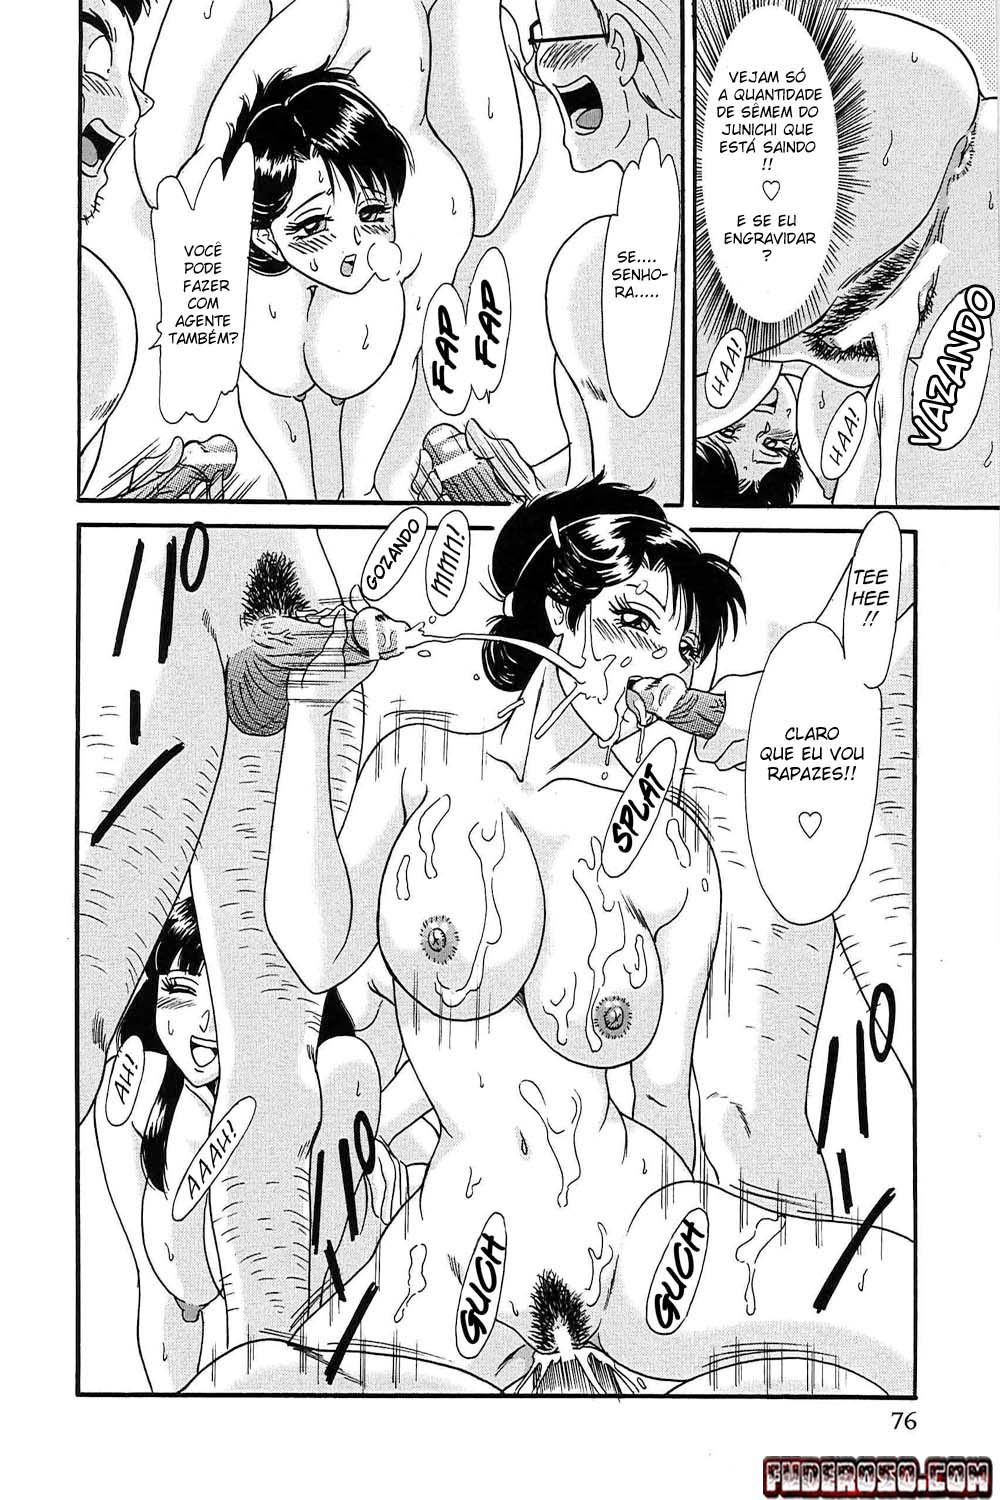 VEJAM SÓ
A QUANTIDADE
DE SÊMEM DO
JUNICHI QUE
ESTÁ SAINDO
!!
♡
E SE EU
ENGRAVIDAR
?
HAA!
HAA!
VAZANDO
SE....
SENHO-
RA.....
FAP
FAP
VOCÊ
PODE
FAZER
COM
AGENTE
TAMBÉM?
TEE
HEE
!!
CLARO
QUE EU VOU
RAPAZES!!
♡
MMN!
GOZANDO
SPLAT
AH!
AAAH!
GUCH
GUCH
76
FUDEROSO.COM